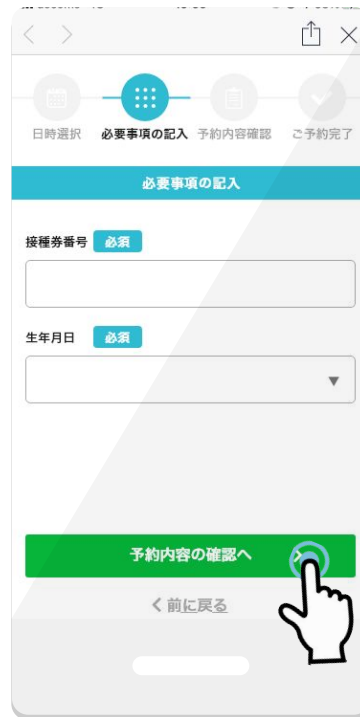 日時選択
必要事項の記入
予約内容確認
ご予約完了
必要事項の記入
接種券番号 必須
生年月日 必須
予約内容の確認へ
前に戻る